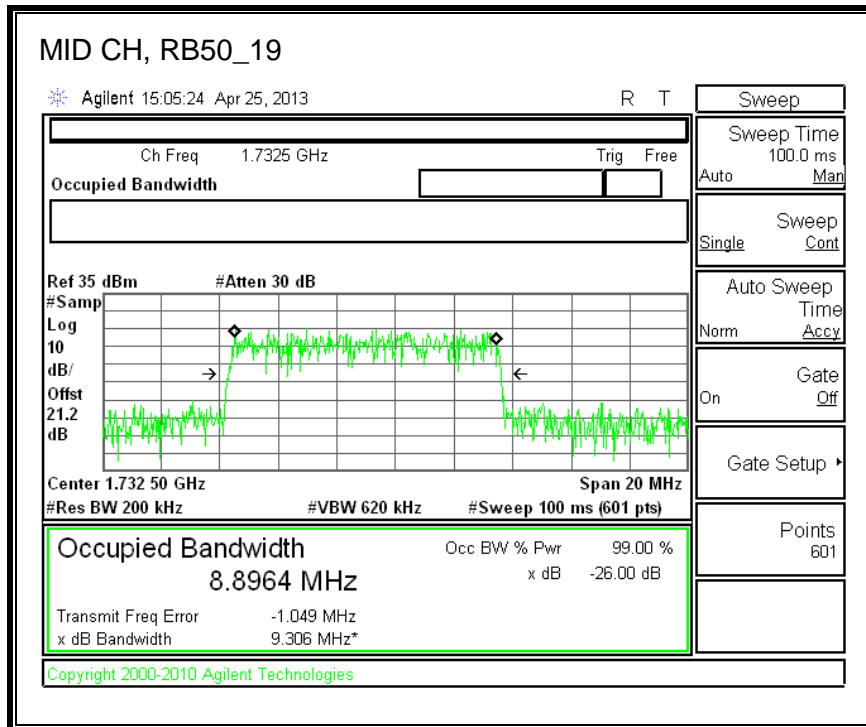 MID CH, RB50_19
Agilent 15:05:24 Apr 25, 2013 R T
Ch Freq 1.7325 GHz Trig Free
Occupied Bandwidth
Ref 35 dBm #Atten 30 dB
#Samp
Log
10
dB/
Offst
21.2
dB
Center 1.732 50 GHz Span 20 MHz
#Res BW 200 kHz #VBW 620 kHz #Sweep 100 ms (601 pts)
Occupied Bandwidth Occ BW % Pwr 99.00 %
8.8964 MHz x dB -26.00 dB
Transmit Freq Error -1.049 MHz
x dB Bandwidth 9.306 MHz*
Copyright 2000-2010 Agilent Technologies
Sweep
Sweep Time
100.0 ms
Auto Man
Sweep
Single Cont
Auto Sweep
Time
Norm Accy
Gate
On Off
Gate Setup
Points
601